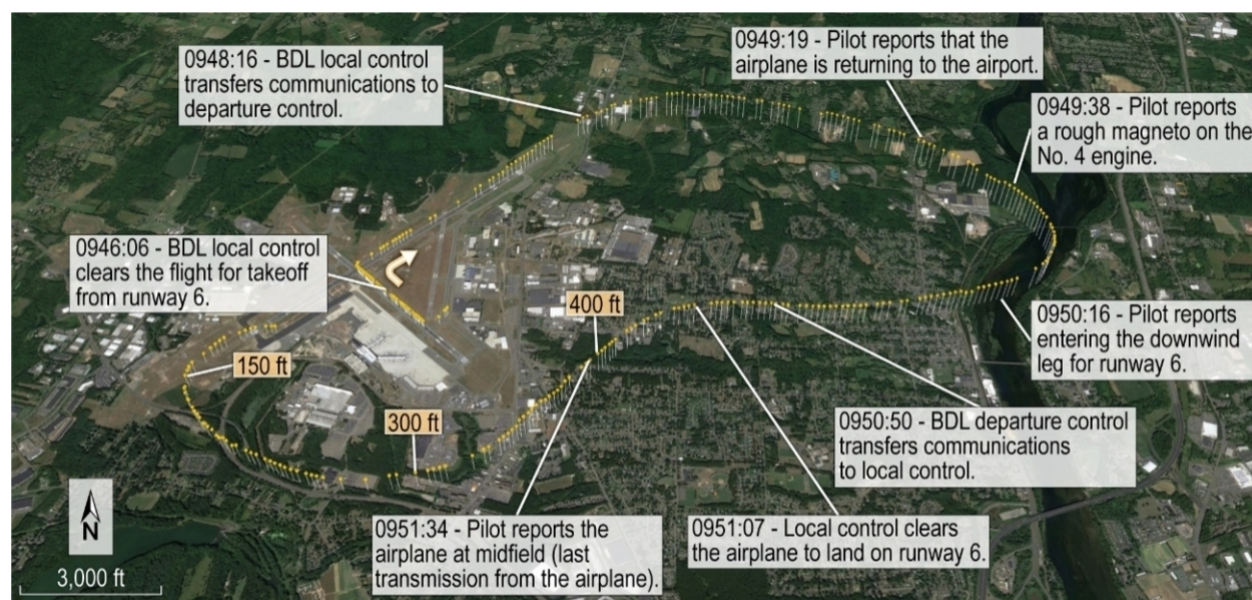 0948:16 - BDL local control
transfers communications to
departure control.
0949:19 - Pilot reports that the
airplane is returning to the airport.
0949:38 - Pilot reports
a rough magneto on the
No. 4 engine.
0946:06 - BDL local control
clears the flight for takeoff
from runway 6.
400 ft
0950:16 - Pilot reports
entering the downwind
leg for runway 6.
150 ft
300 ft
0950:50 - BDL departure control
transfers communications
to local control.
N
3,000 ft
0951:34 - Pilot reports the
airplane at midfield (last
transmission from the airplane).
0951:07 - Local control clears
the airplane to land on runway 6.